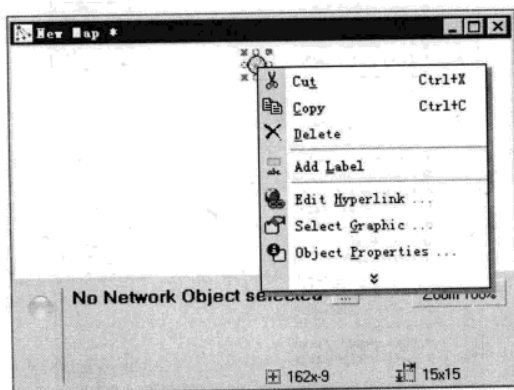 New Map *
Cut Ctrl+X
Copy Ctrl+C
Delete
abc Add Label
Edit Hyperlink ...
Select Graphic ...
Object Properties ...
No Network Object selected ... Zoom 100%
162x-9 15x15